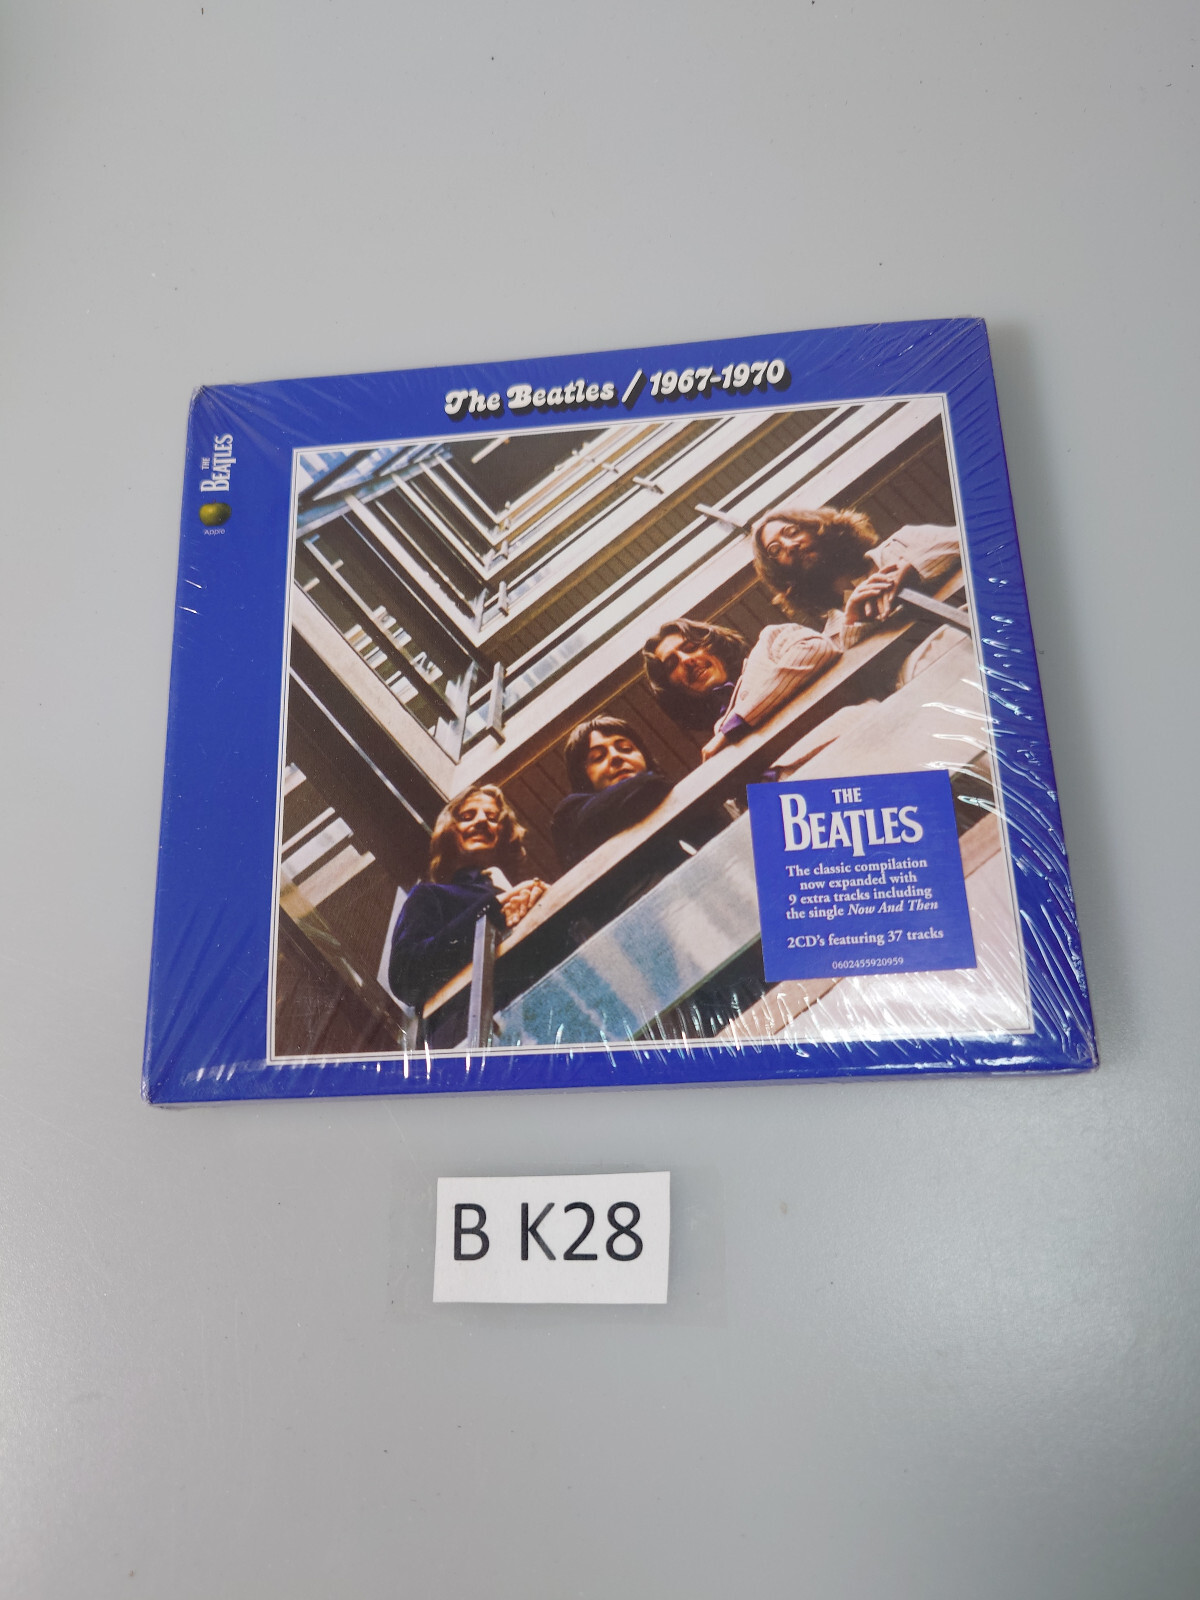 The Beatles / 1967-1970
THE
BEATLES
Apple
THE
BEATLES
The classic compilation
now expanded with
9 extra tracks including
the single Now And Then
2CD's featuring 37 tracks
0602455920959
B K28